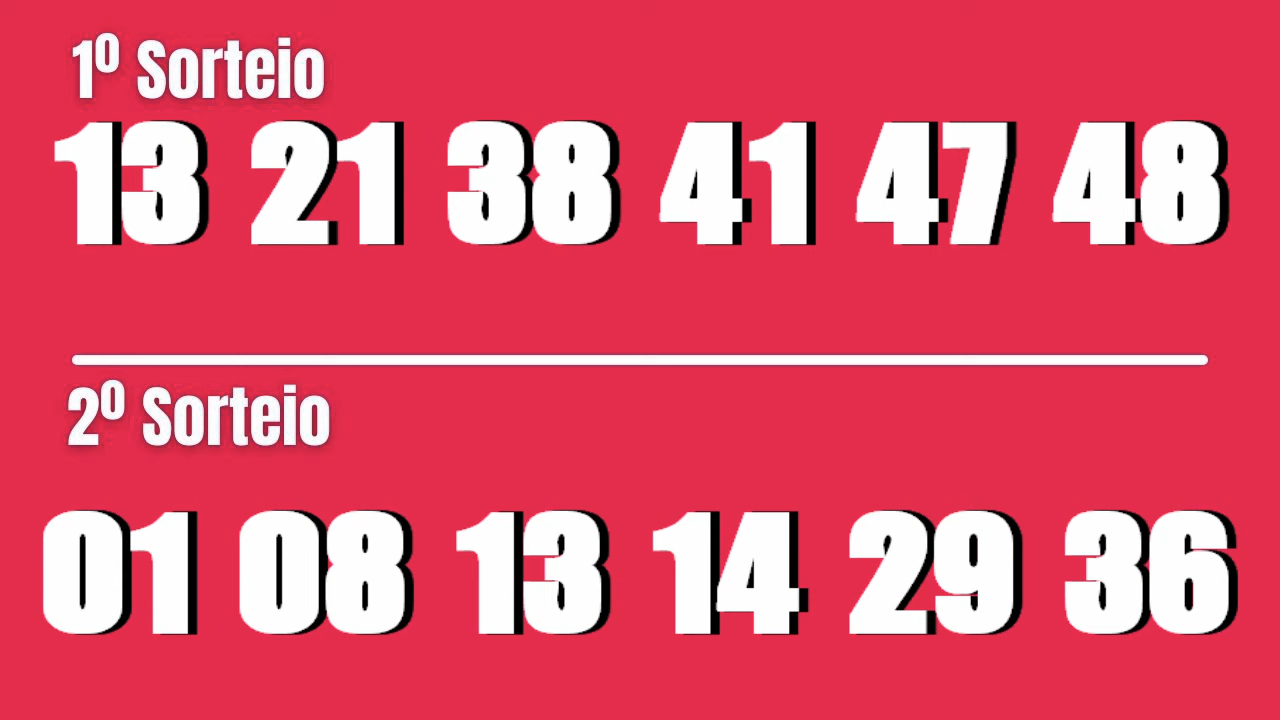 1º Sorteio
13 21 38 41 47 48
2º Sorteio
01 08 13 14 29 36